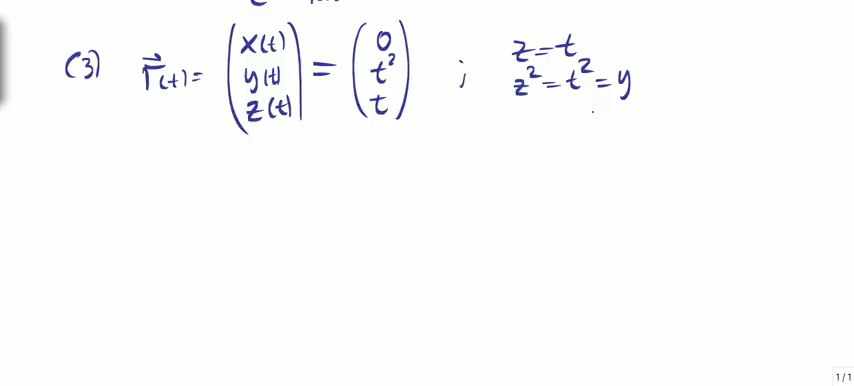 (3) r⃗(t) = (x(t) y(t) z(t)) = (0 t² t) ; z = t
z² = t² = y
1/1